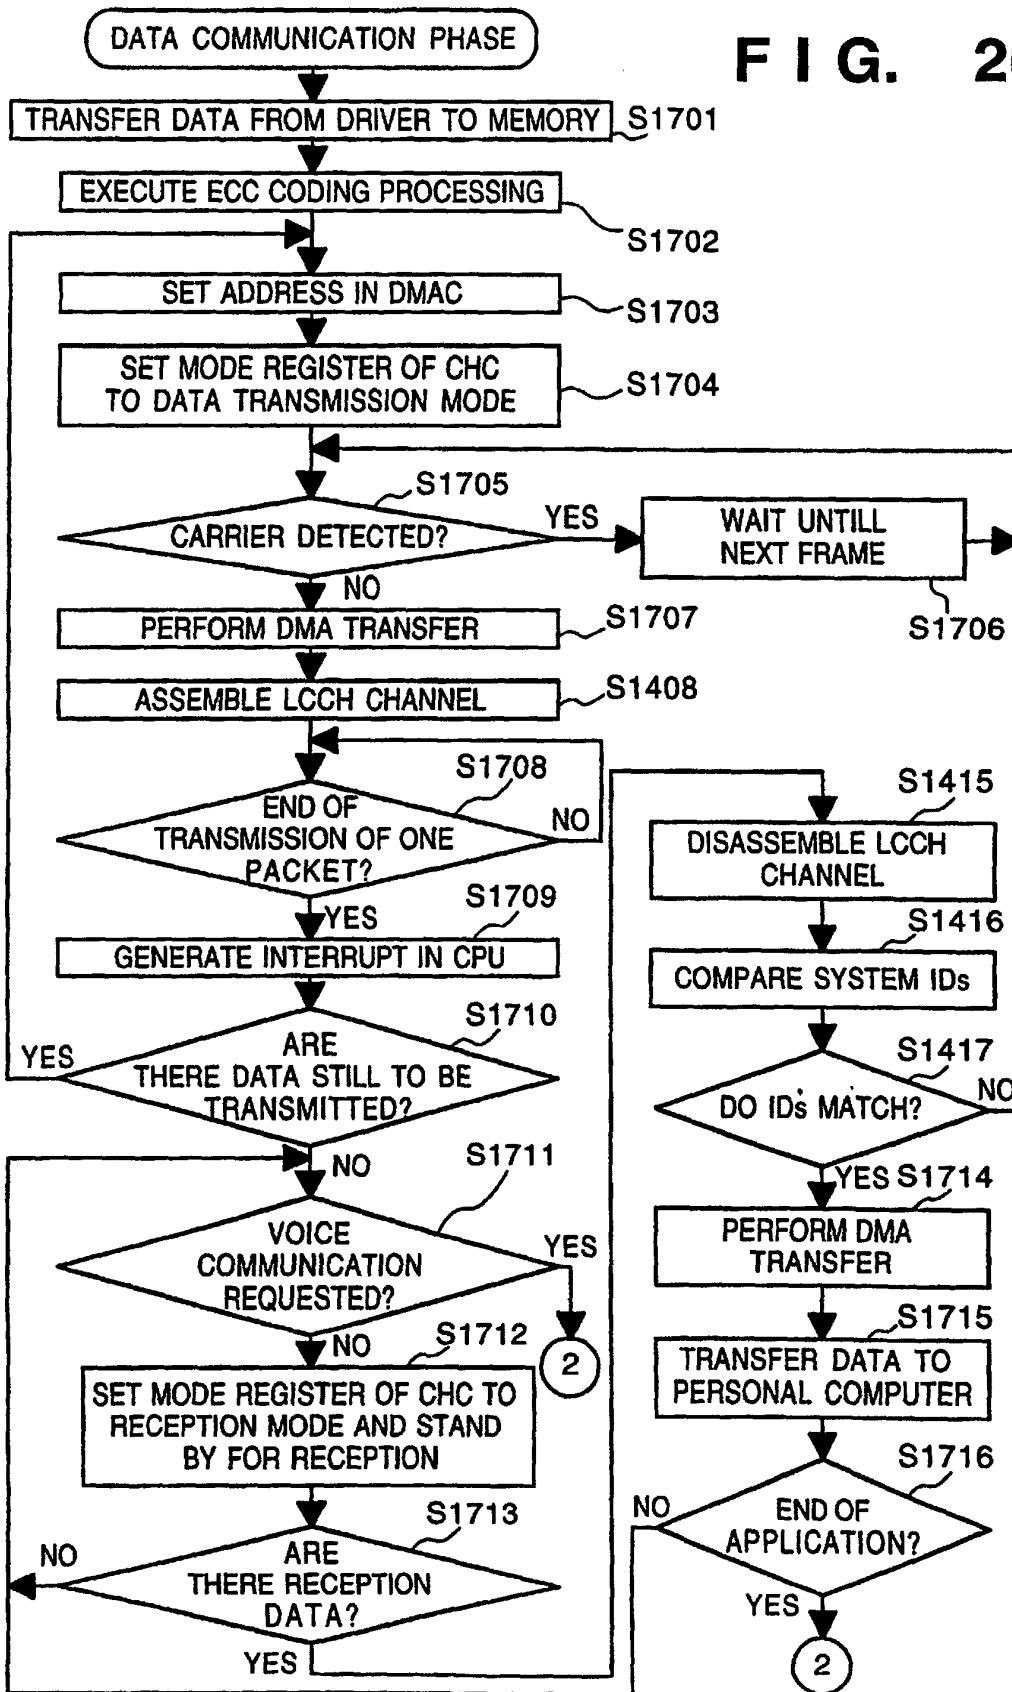 DATA COMMUNICATION PHASE
FIG. 2
TRANSFER DATA FROM DRIVER TO MEMORY
S1701
EXECUTE ECC CODING PROCESSING
S1702
SET ADDRESS IN DMAC
S1703
SET MODE REGISTER OF CHC
TO DATA TRANSMISSION MODE
S1704
S1705
CARRIER DETECTED?
YES
WAIT UNTILL
NEXT FRAME
S1706
NO
PERFORM DMA TRANSFER
S1707
ASSEMBLE LCCH CHANNEL
S1408
S1708
END OF
TRANSMISSION OF ONE
PACKET?
NO
YES
S1709
GENERATE INTERRUPT IN CPU
S1710
ARE
THERE DATA STILL TO BE
TRANSMITTED?
YES
NO
S1711
VOICE
COMMUNICATION
REQUESTED?
YES
2
NO
S1712
SET MODE REGISTER OF CHC TO
RECEPTION MODE AND STAND
BY FOR RECEPTION
S1713
ARE
THERE RECEPTION
DATA?
NO
YES
S1415
DISASSEMBLE LCCH
CHANNEL
S1416
COMPARE SYSTEM IDs
S1417
DO IDs MATCH?
NO
YES
S1714
PERFORM DMA
TRANSFER
S1715
TRANSFER DATA TO
PERSONAL COMPUTER
S1716
END OF
APPLICATION?
NO
YES
2